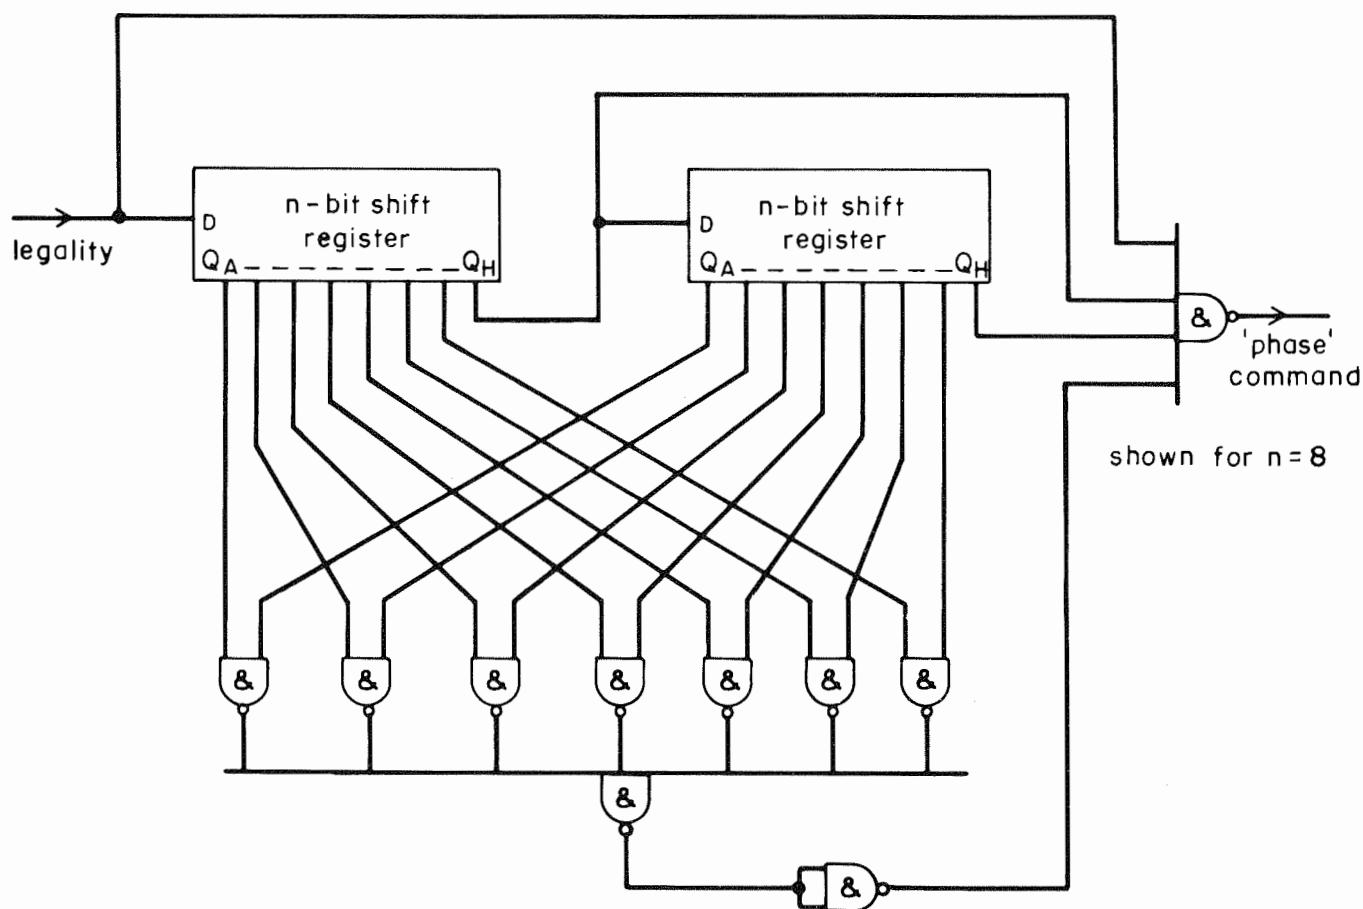 n-bit shift
register
D
QA-------QH
n-bit shift
register
D
QA-------QH
legality
&
'phase'
command
shown for n=8
&
&
&
&
&
&
&
&
&